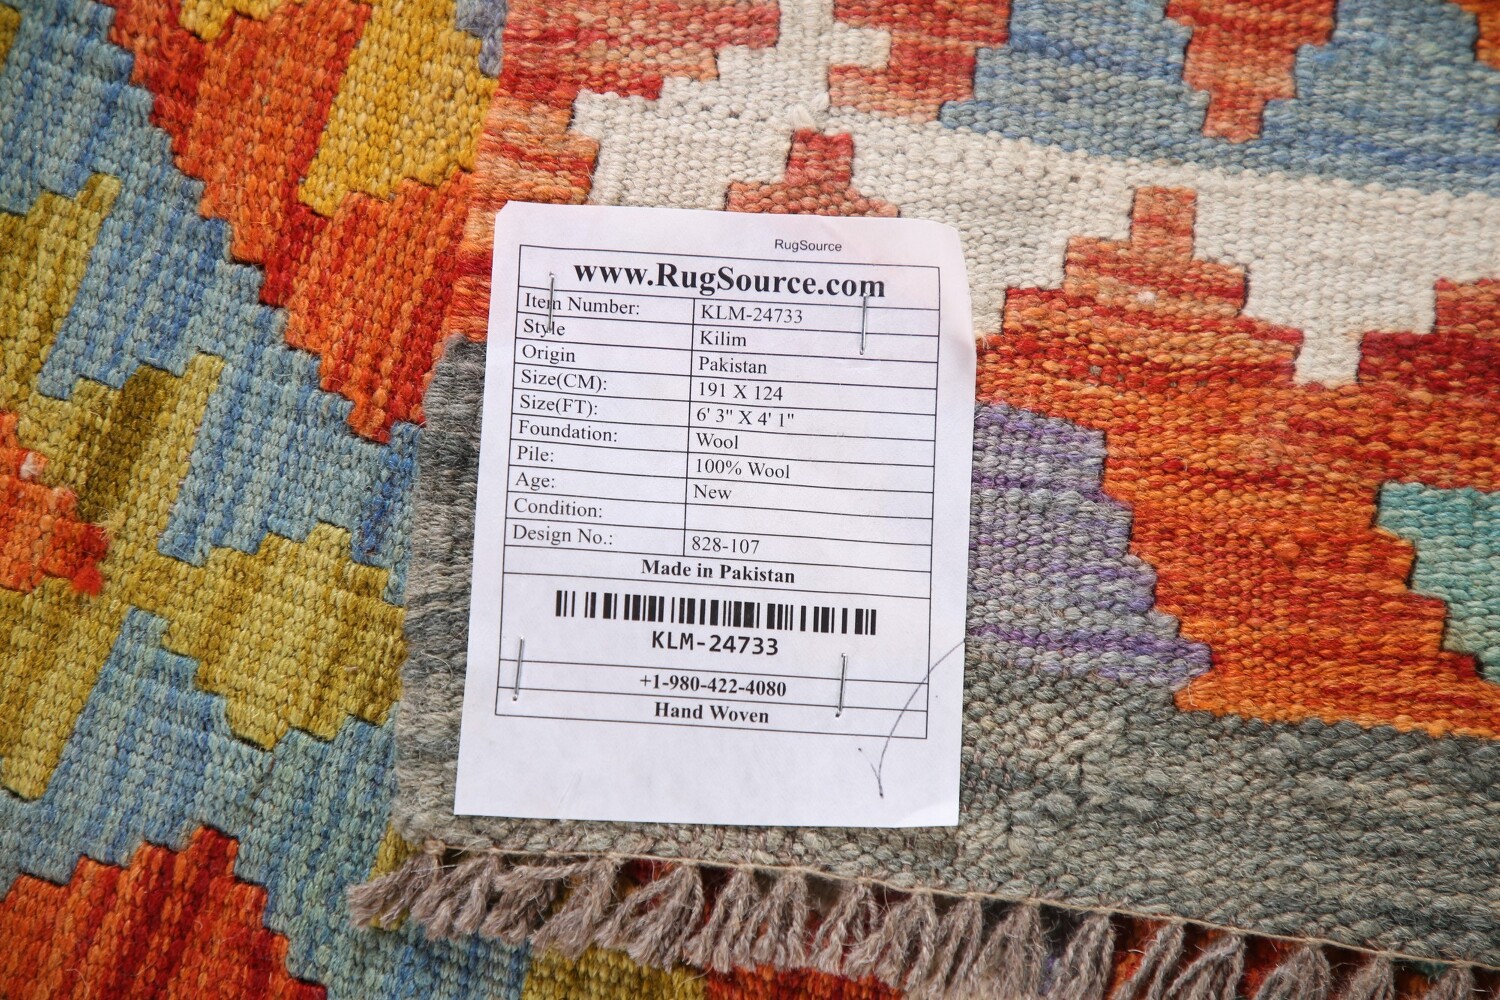 RugSource
www.RugSource.com
Item Number: KLM-24733
Style Kilim
Origin Pakistan
Size(CM): 191 X 124
Size(FT): 6' 3" X 4' 1"
Foundation: Wool
Pile: 100% Wool
Age: New
Condition:
Design No.: 828-107
Made in Pakistan
KLM-24733
+1-980-422-4080
Hand Woven